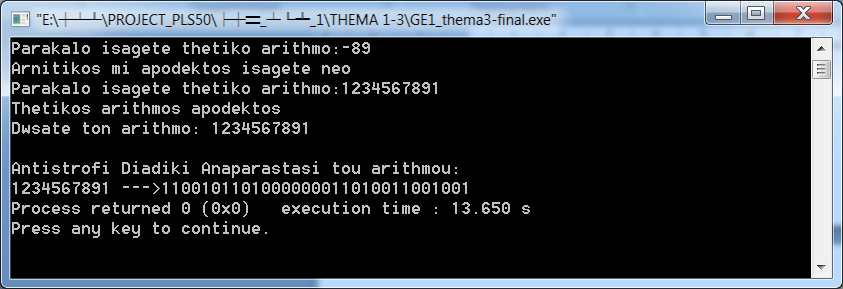 "E:\ \PROJECT_PLS50\ _1\THEMA 1-3\GE1_thema3-final.exe"
Parakalo isagete thetiko arithmo:-89
Arnitikos mi apodektos isagete neo
Parakalo isagete thetiko arithmo:1234567891
Thetikos arithmos apodektos
Dwsate ton arithmo: 1234567891
Antistrofi Diadiki Anaparastasi tou arithmou:
1234567891 --->1100101101000000011010011001001
Process returned 0 (0x0)   execution time : 13.650 s
Press any key to continue.